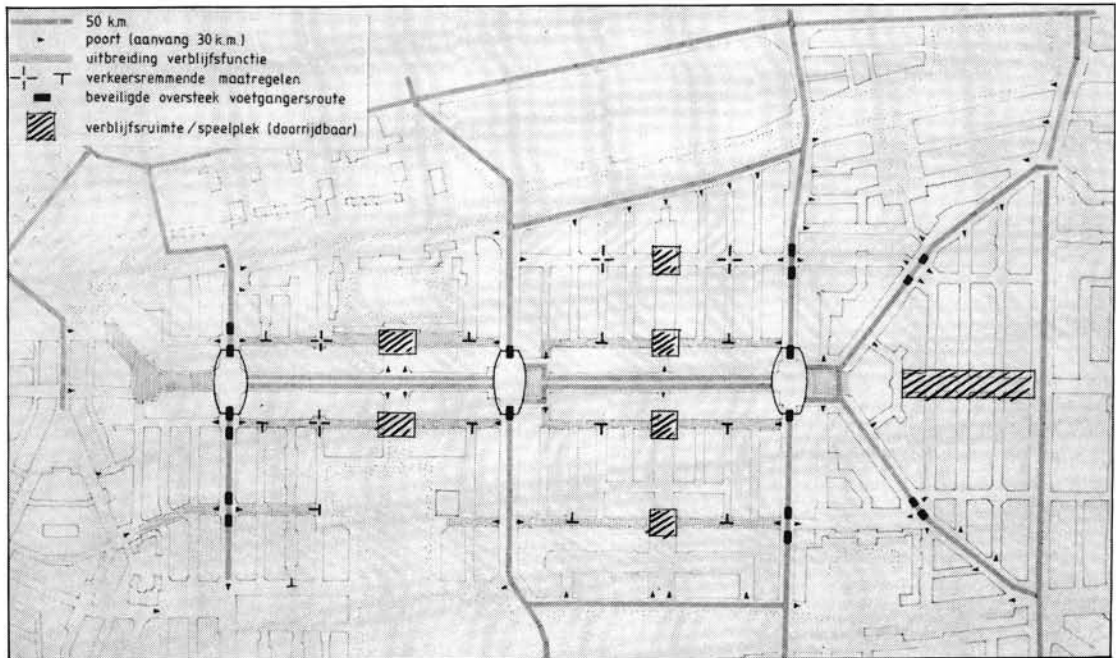 50 k.m.
poort (aanvang 30 k.m.)
uitbreiding verblijfsfunctie
verkeersremmende maatregelen
beveiligde oversteek voetgangersroute
verblijfsruimte / speelplek (doorrijdbaar)